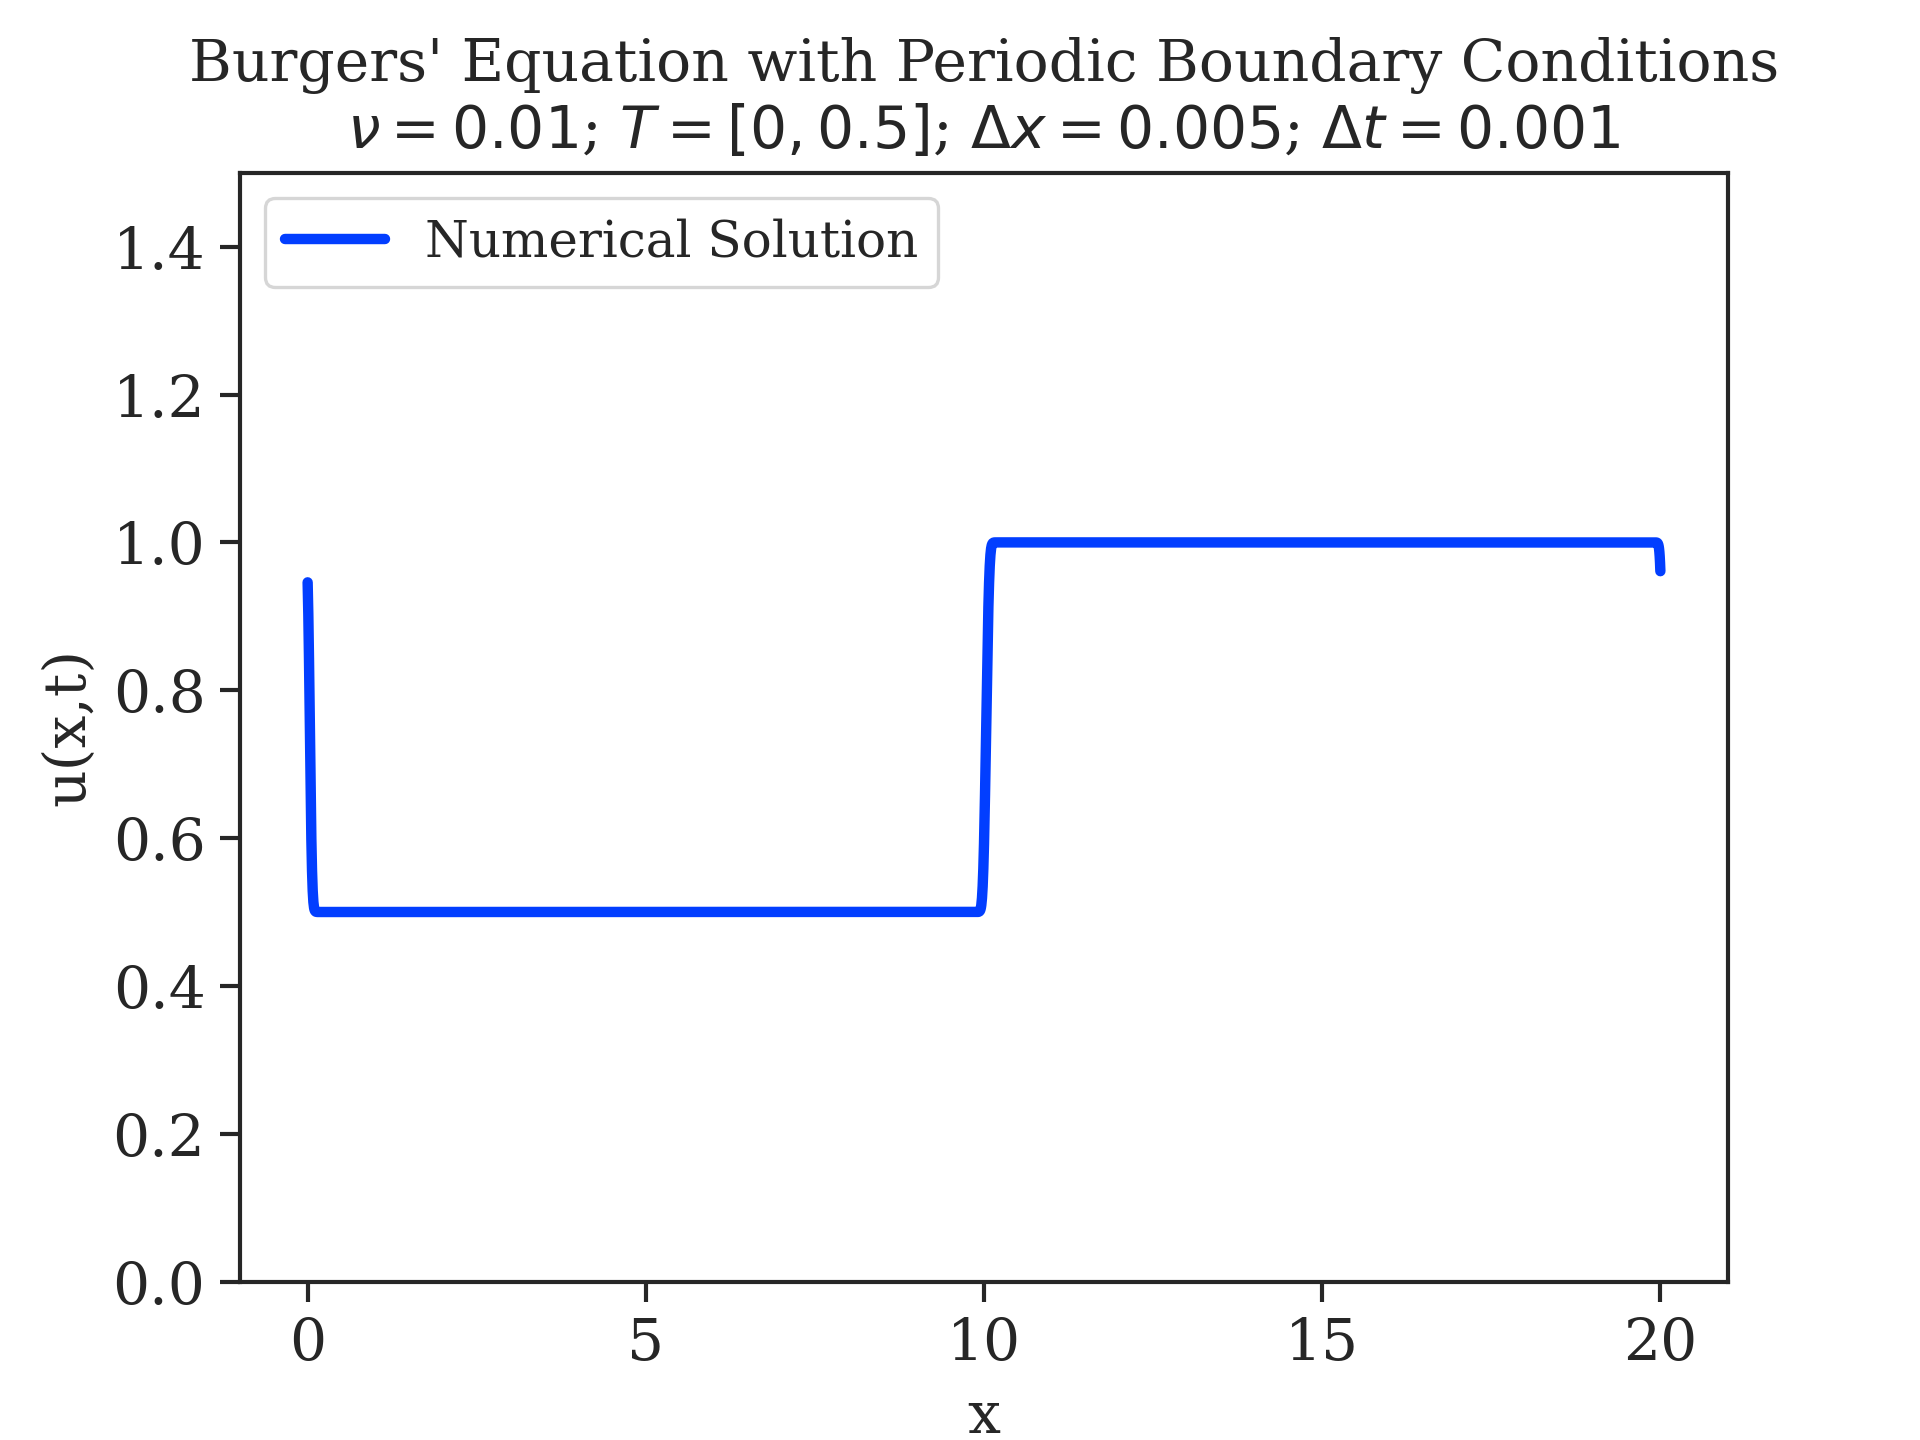 Burgers' Equation with Periodic Boundary Conditions
ν = 0.01; T = [0, 0.5]; Δx = 0.005; Δt = 0.001
Numerical Solution
1.4
1.2
1.0
0.8
0.6
0.4
0.2
0.0
u(x,t)
0 5 10 15 20
x